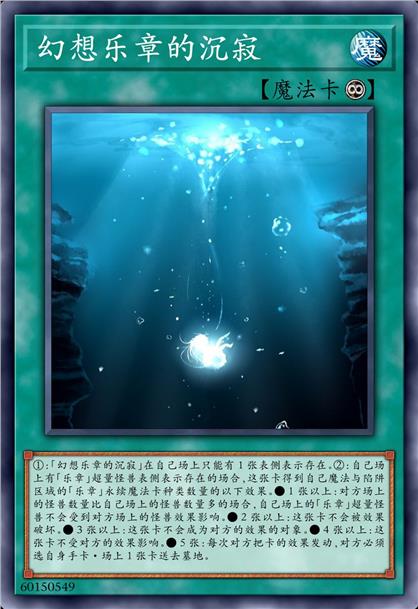 幻想乐章的沉寂
魔
【魔法卡】
①:「幻想乐章的沉寂」在自己场上只能有1张表侧表示存在.②:自己场
上有「乐章」超量怪兽表侧表示存在的场合,这张卡得到自己魔法与陷阱
区域的「乐章」永续魔法卡种类数量的以下效果。●1张以上:对方场上
的怪兽数量比自己场上的怪兽数量多的场合,自己场上的「乐章」超量怪
兽不会受到对方场上的怪兽效果影响。●2张以上:这张卡不会被效果
破坏。●3张以上:这张卡不会成为对方的效果的对象。●4张以上:这
张卡不受对方的效果影响。●5张:每次对方把卡的效果发动,对方必须
选自身手卡・场上1张卡送去墓地。
60150549